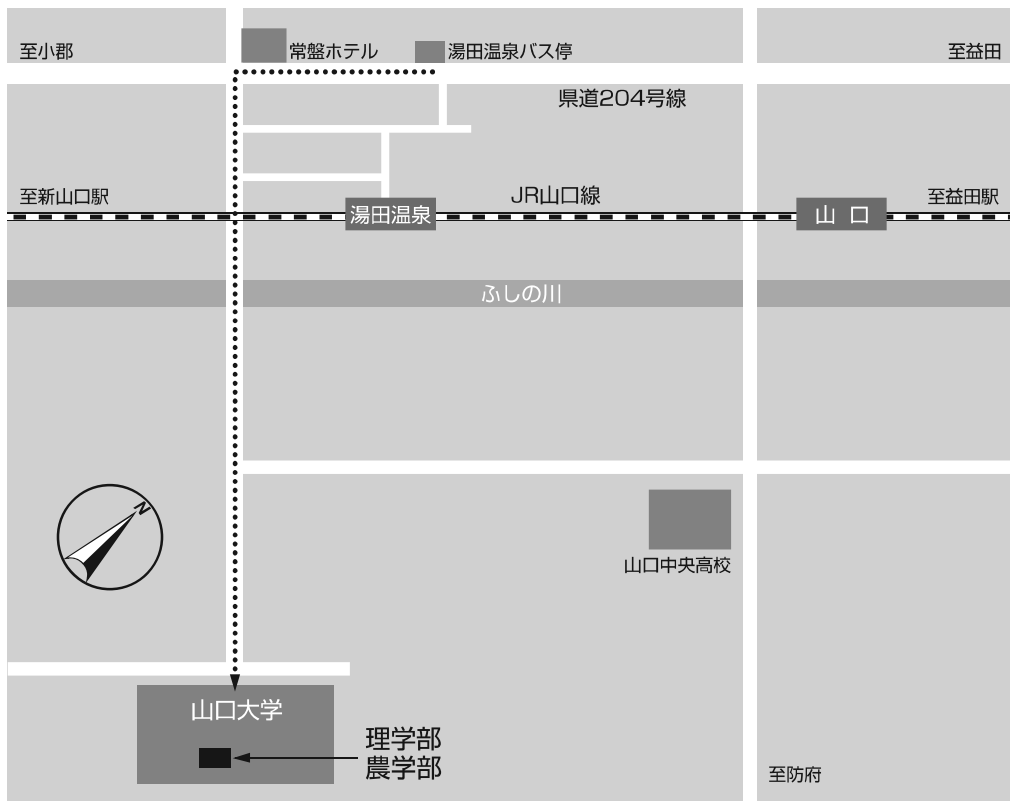 至小郡
常盤ホテル
湯田温泉バス停
至益田
県道204号線
至新山口駅
JR山口線
至益田駅
湯田温泉
山口
ふしの川
N
山口中央高校
山口大学
理学部
農学部
至防府